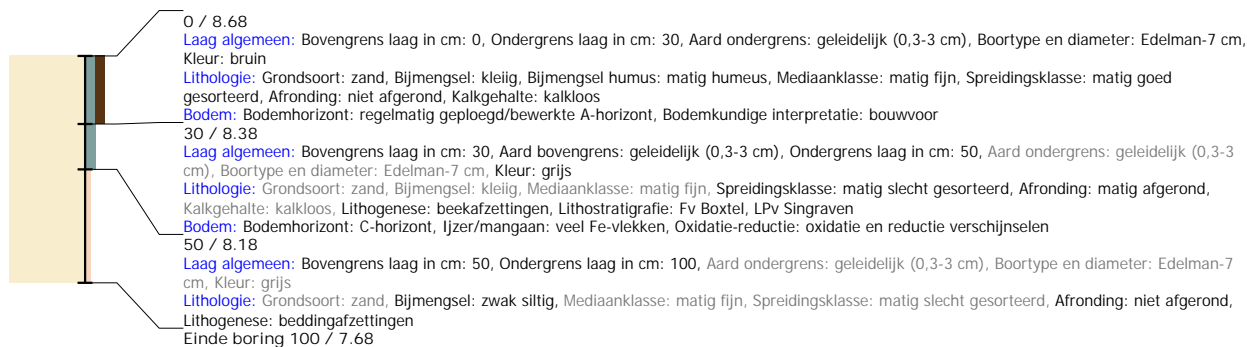 0 / 8.68
Laag algemeen: Bovengrens laag in cm: 0, Ondergrens laag in cm: 30, Aard ondergrens: geleidelijk (0,3-3 cm), Boortype en diameter: Edelman-7 cm,
Kleur: bruin
Lithologie: Grondsoort: zand, Bijmengsel: kleiig, Bijmengsel humus: matig humeus, Mediaanklasse: matig fijn, Spreidingsklasse: matig goed
gesorteerd, Afronding: niet afgerond, Kalkgehalte: kalkloos
Bodem: Bodemhorizont: regelmatig geploegd/bewerkte A-horizont, Bodemkundige interpretatie: bouwvoor
30 / 8.38
Laag algemeen: Bovengrens laag in cm: 30, Aard bovengrens: geleidelijk (0,3-3 cm), Ondergrens laag in cm: 50, Aard ondergrens: geleidelijk (0,3-3
cm), Boortype en diameter: Edelman-7 cm, Kleur: grijs
Lithologie: Grondsoort: zand, Bijmengsel: kleiig, Mediaanklasse: matig fijn, Spreidingsklasse: matig slecht gesorteerd, Afronding: matig afgerond,
Kalkgehalte: kalkloos, Lithogenese: beekafzettingen, Lithostratigrafie: Fv Boxtel, LPv Singraven
Bodem: Bodemhorizont: C-horizont, Ijzer/mangaan: veel Fe-vlekken, Oxidatie-reductie: oxidatie en reductie verschijnselen
50 / 8.18
Laag algemeen: Bovengrens laag in cm: 50, Ondergrens laag in cm: 100, Aard ondergrens: geleidelijk (0,3-3 cm), Boortype en diameter: Edelman-7
cm, Kleur: grijs
Lithologie: Grondsoort: zand, Bijmengsel: zwak siltig, Mediaanklasse: matig fijn, Spreidingsklasse: matig slecht gesorteerd, Afronding: niet afgerond,
Lithogenese: beddingafzettingen
Einde boring 100 / 7.68